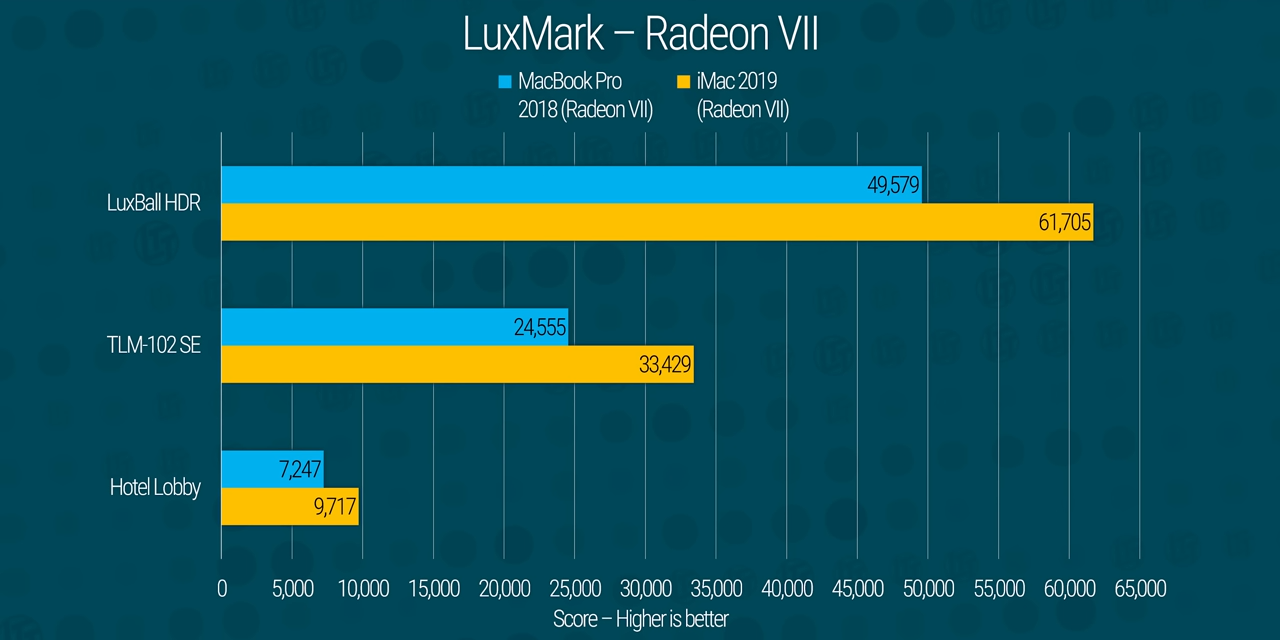 LuxMark – Radeon VII
MacBook Pro
2018 (Radeon VII)
iMac 2019
(Radeon VII)
LuxBall HDR
49,579
61,705
TLM-102 SE
24,555
33,429
Hotel Lobby
7,247
9,717
0 5,000 10,000 15,000 20,000 25,000 30,000 35,000 40,000 45,000 50,000 55,000 60,000 65,000
Score – Higher is better